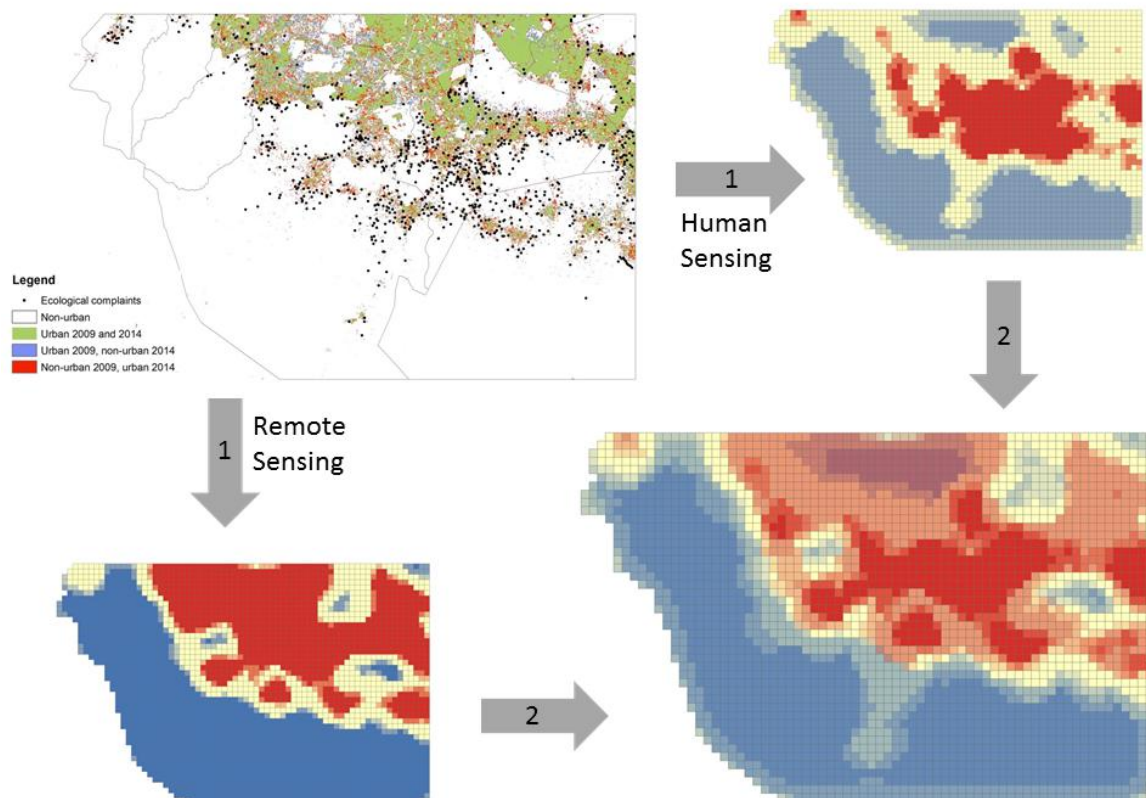 1
Human
Sensing
Legend
Ecological complaints
Non-urban
Urban 2009 and 2014
Urban 2009, non-urban 2014
Non-urban 2009, urban 2014
2
1
Remote
Sensing
2